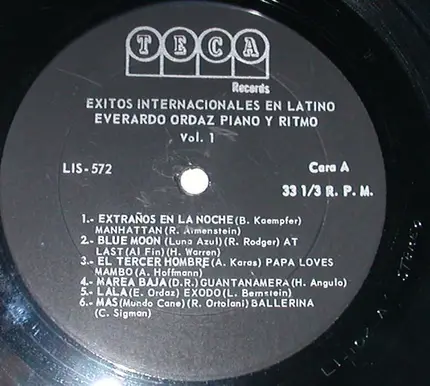 TECA
Records
EXITOS INTERNACIONALES EN LATINO
EVERARDO ORDAZ PIANO Y RITMO
Vol. 1
LIS-572
Cara A
33 1/3 R. P. M.
1.- EXTRAÑOS EN LA NOCHE (B. Kaempfer)
MANHATTAN (R. Almenstein)
2.- BLUE MOON (Luna Azul) (R. Rodger) AT
LAST (Al Fin) (H. Warren)
3.- EL TERCER HOMBRE (A. Karas) PAPA LOVES
MAMBO (A. Hoffmann)
4.- MAREA BAJA (D.R.) GUANTANAMERA (H. Angulo)
5.- LALA (E. Ordaz) EXODO (L. Bernstein)
6.- MAS (Mundo Cane) (R. Ortolani) BALLERINA
(C. Sigman)